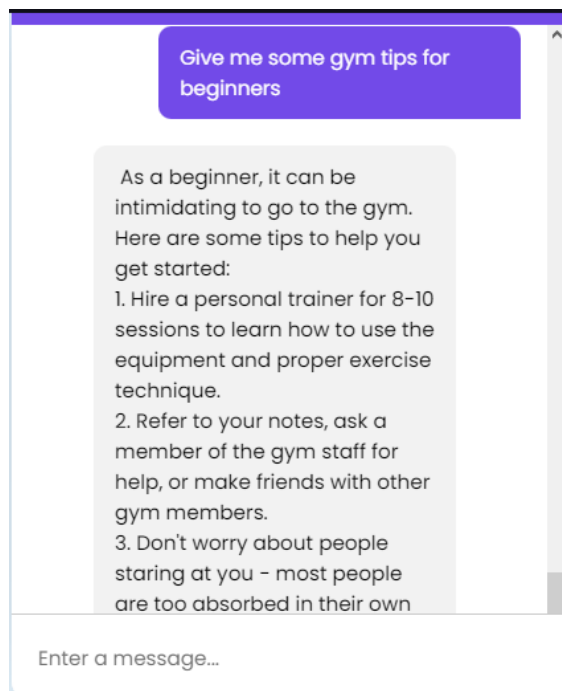 Give me some gym tips for
beginners
As a beginner, it can be
intimidating to go to the gym.
Here are some tips to help you
get started:
1. Hire a personal trainer for 8-10
sessions to learn how to use the
equipment and proper exercise
technique.
2. Refer to your notes, ask a
member of the gym staff for
help, or make friends with other
gym members.
3. Don't worry about people
staring at you - most people
are too absorbed in their own
Enter a message...